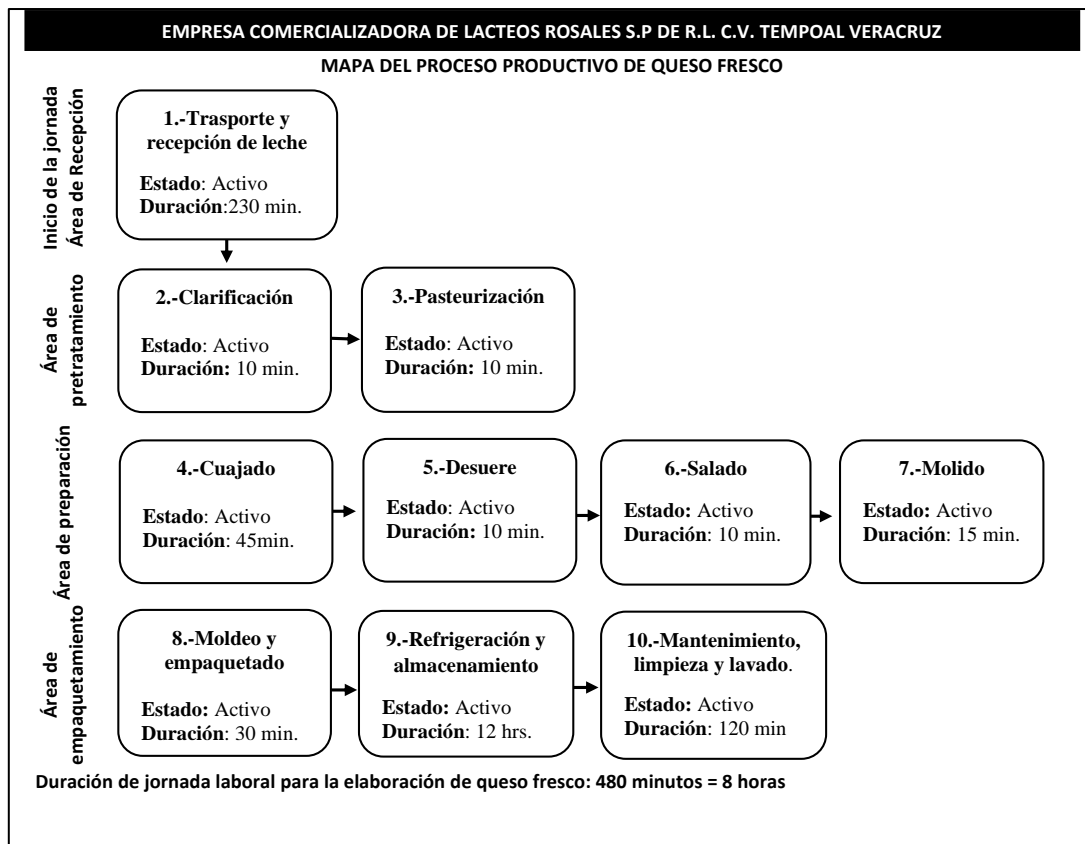 EMPRESA COMERCIALIZADORA DE LACTEOS ROSALES S.P DE R.L. C.V. TEMPOAL VERACRUZ
MAPA DEL PROCESO PRODUCTIVO DE QUESO FRESCO
Inicio de la jornada
Área de Recepción
1.-Trasporte y
recepción de leche
Estado: Activo
Duración:230 min.
Área de
pretratamiento
2.-Clarificación
Estado: Activo
Duración: 10 min.
3.-Pasteurización
Estado: Activo
Duración: 10 min.
Área de preparación
4.-Cuajado
Estado: Activo
Duración: 45min.
5.-Desuere
Estado: Activo
Duración: 10 min.
6.-Salado
Estado: Activo
Duración: 10 min.
7.-Molido
Estado: Activo
Duración: 15 min.
Área de
empaquetamiento
8.-Moldeo y
empaquetado
Estado: Activo
Duración: 30 min.
9.-Refrigeración y
almacenamiento
Estado: Activo
Duración: 12 hrs.
10.-Mantenimiento,
limpieza y lavado.
Estado: Activo
Duración: 120 min
Duración de jornada laboral para la elaboración de queso fresco: 480 minutos = 8 horas